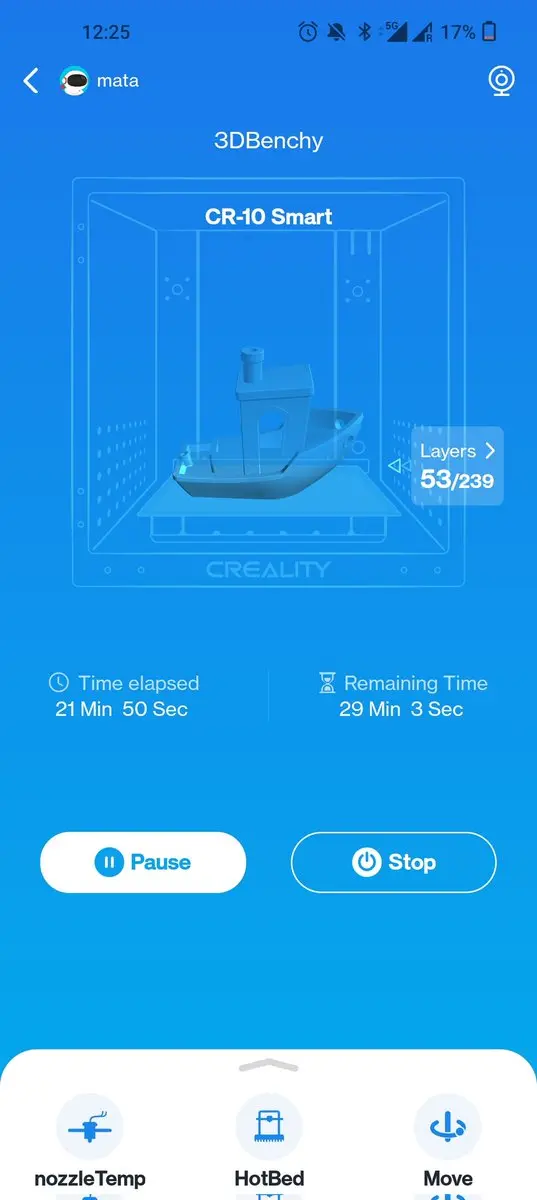 12:25 5G R 17%
mata
3DBenchy
CR-10 Smart
Layers
53/239
CREALITY
Time elapsed Remaining Time
21 Min 50 Sec 29 Min 3 Sec
Pause Stop
nozzleTemp HotBed Move